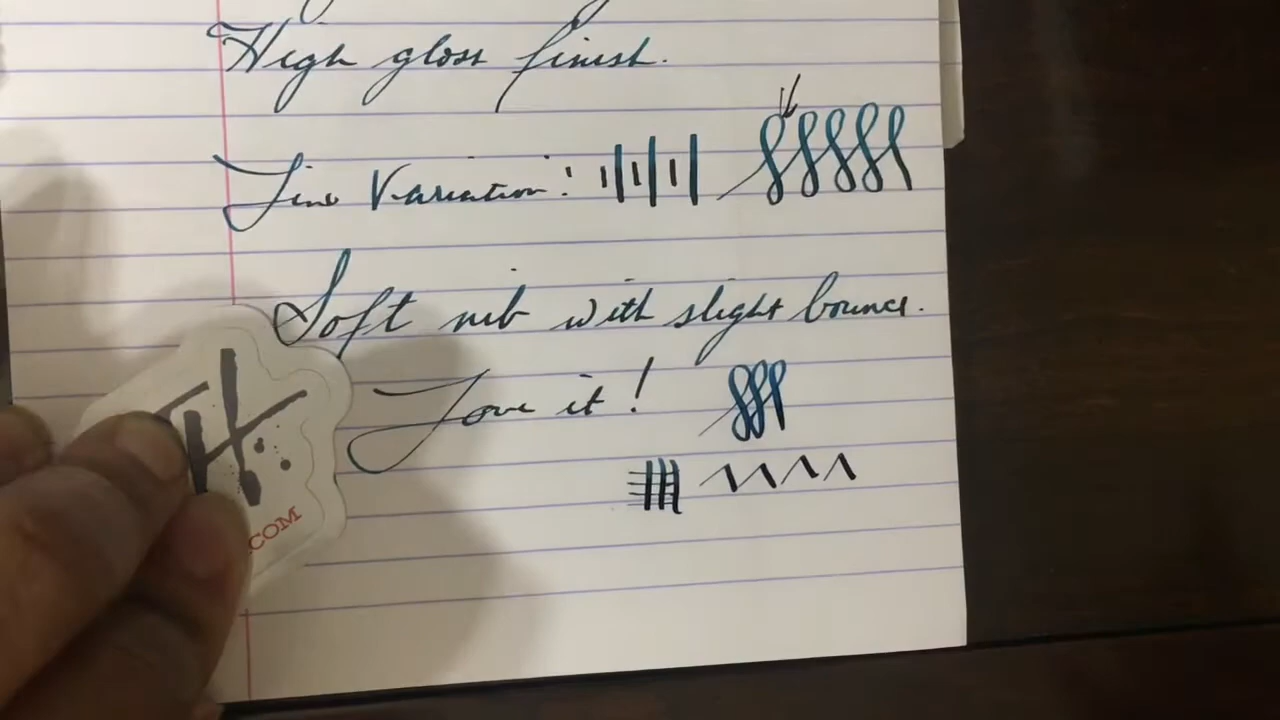 High gloss finish.
Line Variation:
Soft nib with slight bounce.
Love it!
H
.COM